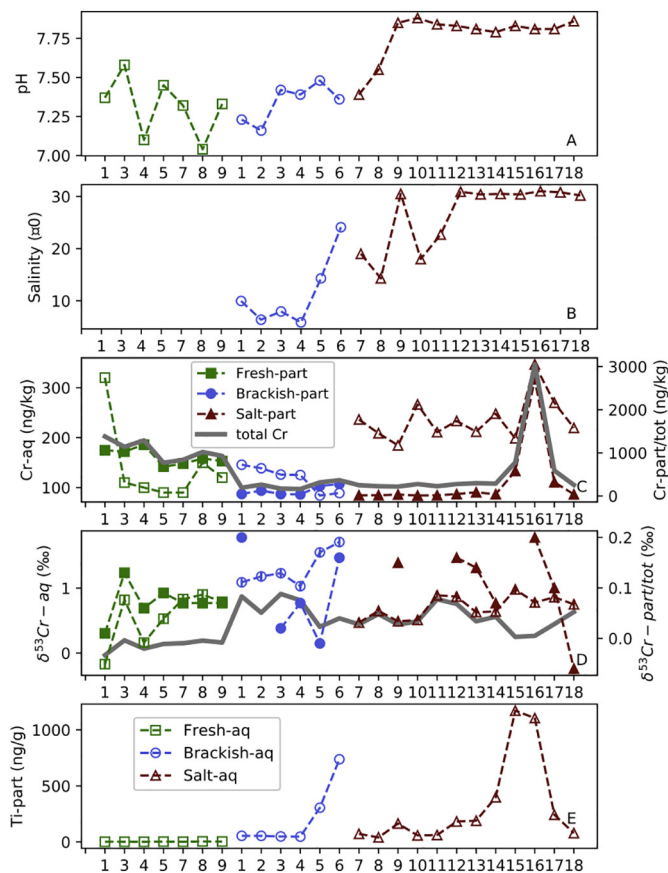 7.75
7.50
7.25
7.00
pH
A
1 3 4 5 7 8 9 1 2 3 4 5 6 7 8 9 10 11 12 13 14 15 16 17 18
30
20
10
Salinity (¤0)
B
1 3 4 5 7 8 9 1 2 3 4 5 6 7 8 9 10 11 12 13 14 15 16 17 18
300
200
100
Cr-aq (ng/kg)
Fresh-part
Brackish-part
Salt-part
total Cr
3000
2000
1000
0
Cr-part/tot (ng/kg)
C
1 3 4 5 7 8 9 1 2 3 4 5 6 7 8 9 10 11 12 13 14 15 16 17 18
1
0
δ⁵³Cr − aq (‰)
0.2
0.1
0.0
δ⁵³Cr − part/tot (‰)
D
1 3 4 5 7 8 9 1 2 3 4 5 6 7 8 9 10 11 12 13 14 15 16 17 18
1000
500
0
Ti-part (ng/g)
Fresh-aq
Brackish-aq
Salt-aq
E
1 3 4 5 7 8 9 1 2 3 4 5 6 7 8 9 10 11 12 13 14 15 16 17 18